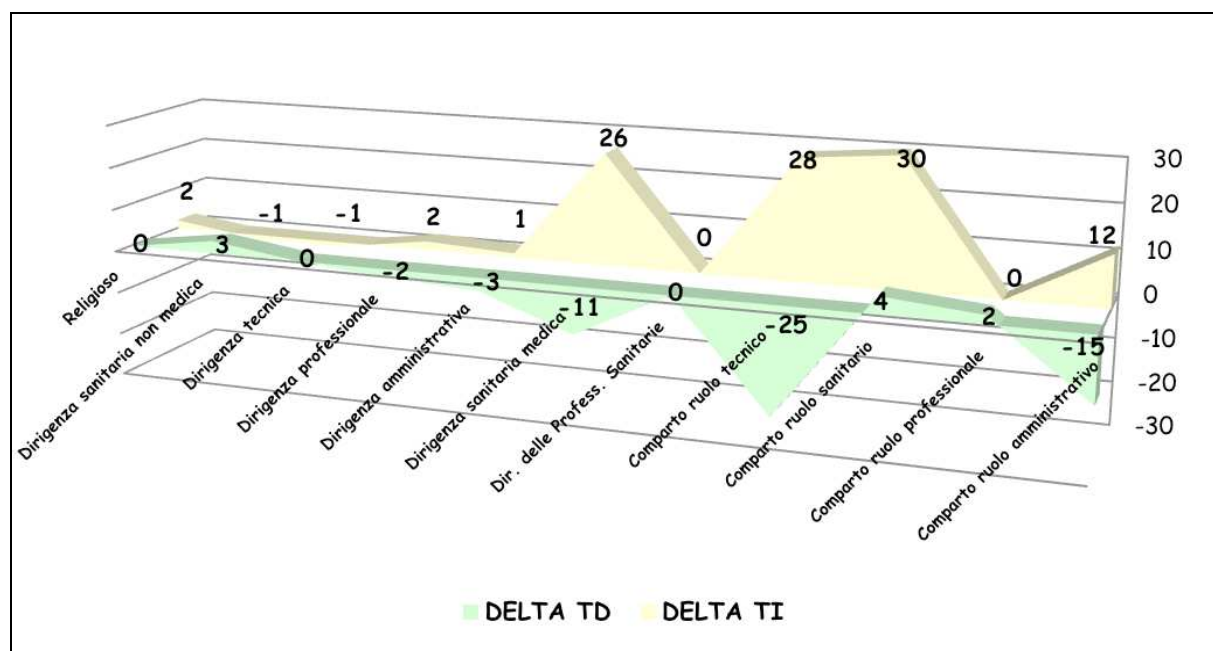 26
30
28
30
20
2
-1
-1
2
1
0
12
10
0
3
0
-2
-3
-11
0
-25
4
0
2
-15
0
-10
-20
-30
Religioso
Dirigenza sanitaria non medica
Dirigenza tecnica
Dirigenza professionale
Dirigenza amministrativa
Dirigenza sanitaria medica
Dir. delle Profess. Sanitarie
Comparto ruolo tecnico
Comparto ruolo sanitario
Comparto ruolo professionale
Comparto ruolo amministrativo
DELTA TD DELTA TI